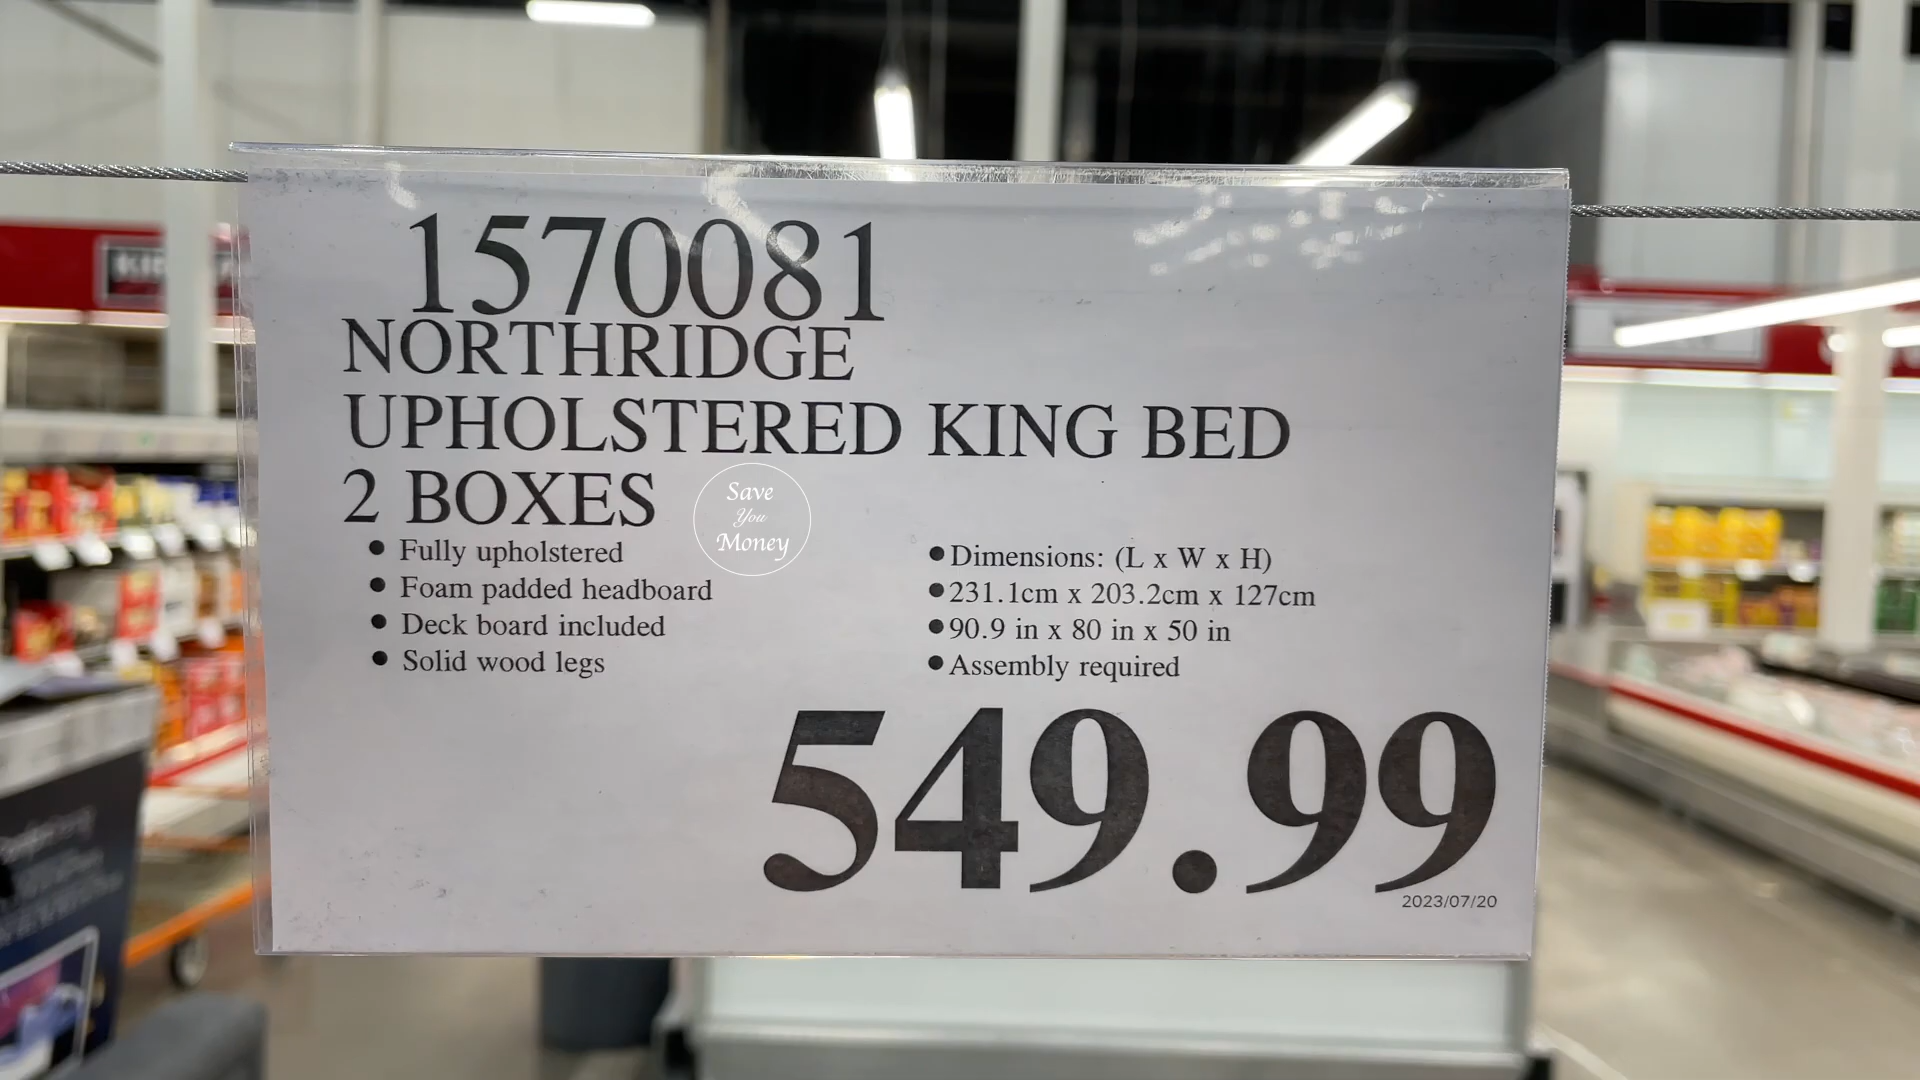 1570081
NORTHRIDGE
UPHOLSTERED KING BED
2 BOXES
Save
You
Money
• Fully upholstered
• Foam padded headboard
• Deck board included
• Solid wood legs
• Dimensions: (L x W x H)
• 231.1cm x 203.2cm x 127cm
• 90.9 in x 80 in x 50 in
• Assembly required
549.99
2023/07/20